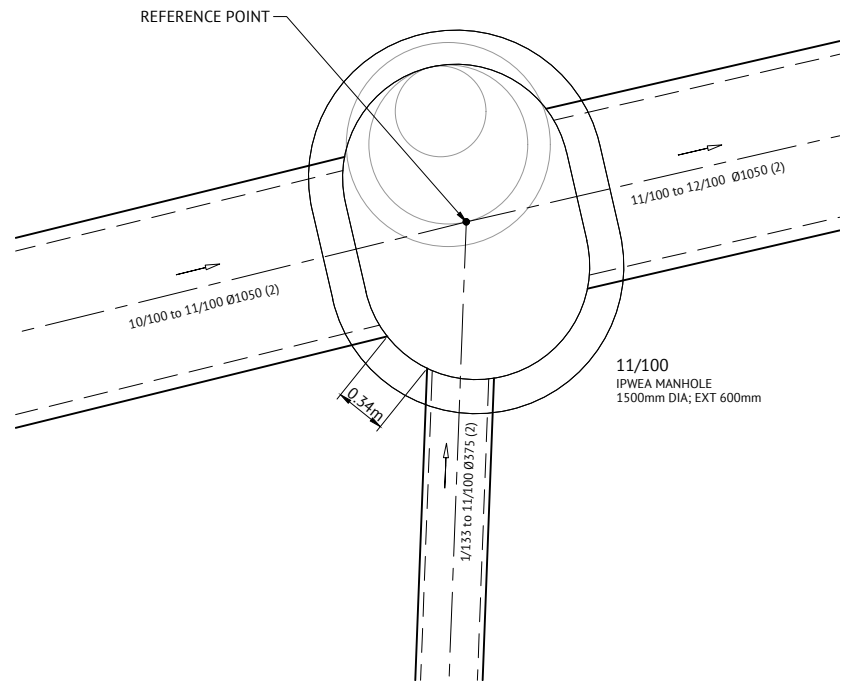 REFERENCE POINT
11/100 to 12/100 Ø1050 (2)
10/100 to 11/100 Ø1050 (2)
11/100
IPWEA MANHOLE
1500mm DIA; EXT 600mm
0.34m
1/133 to 11/100 Ø375 (2)